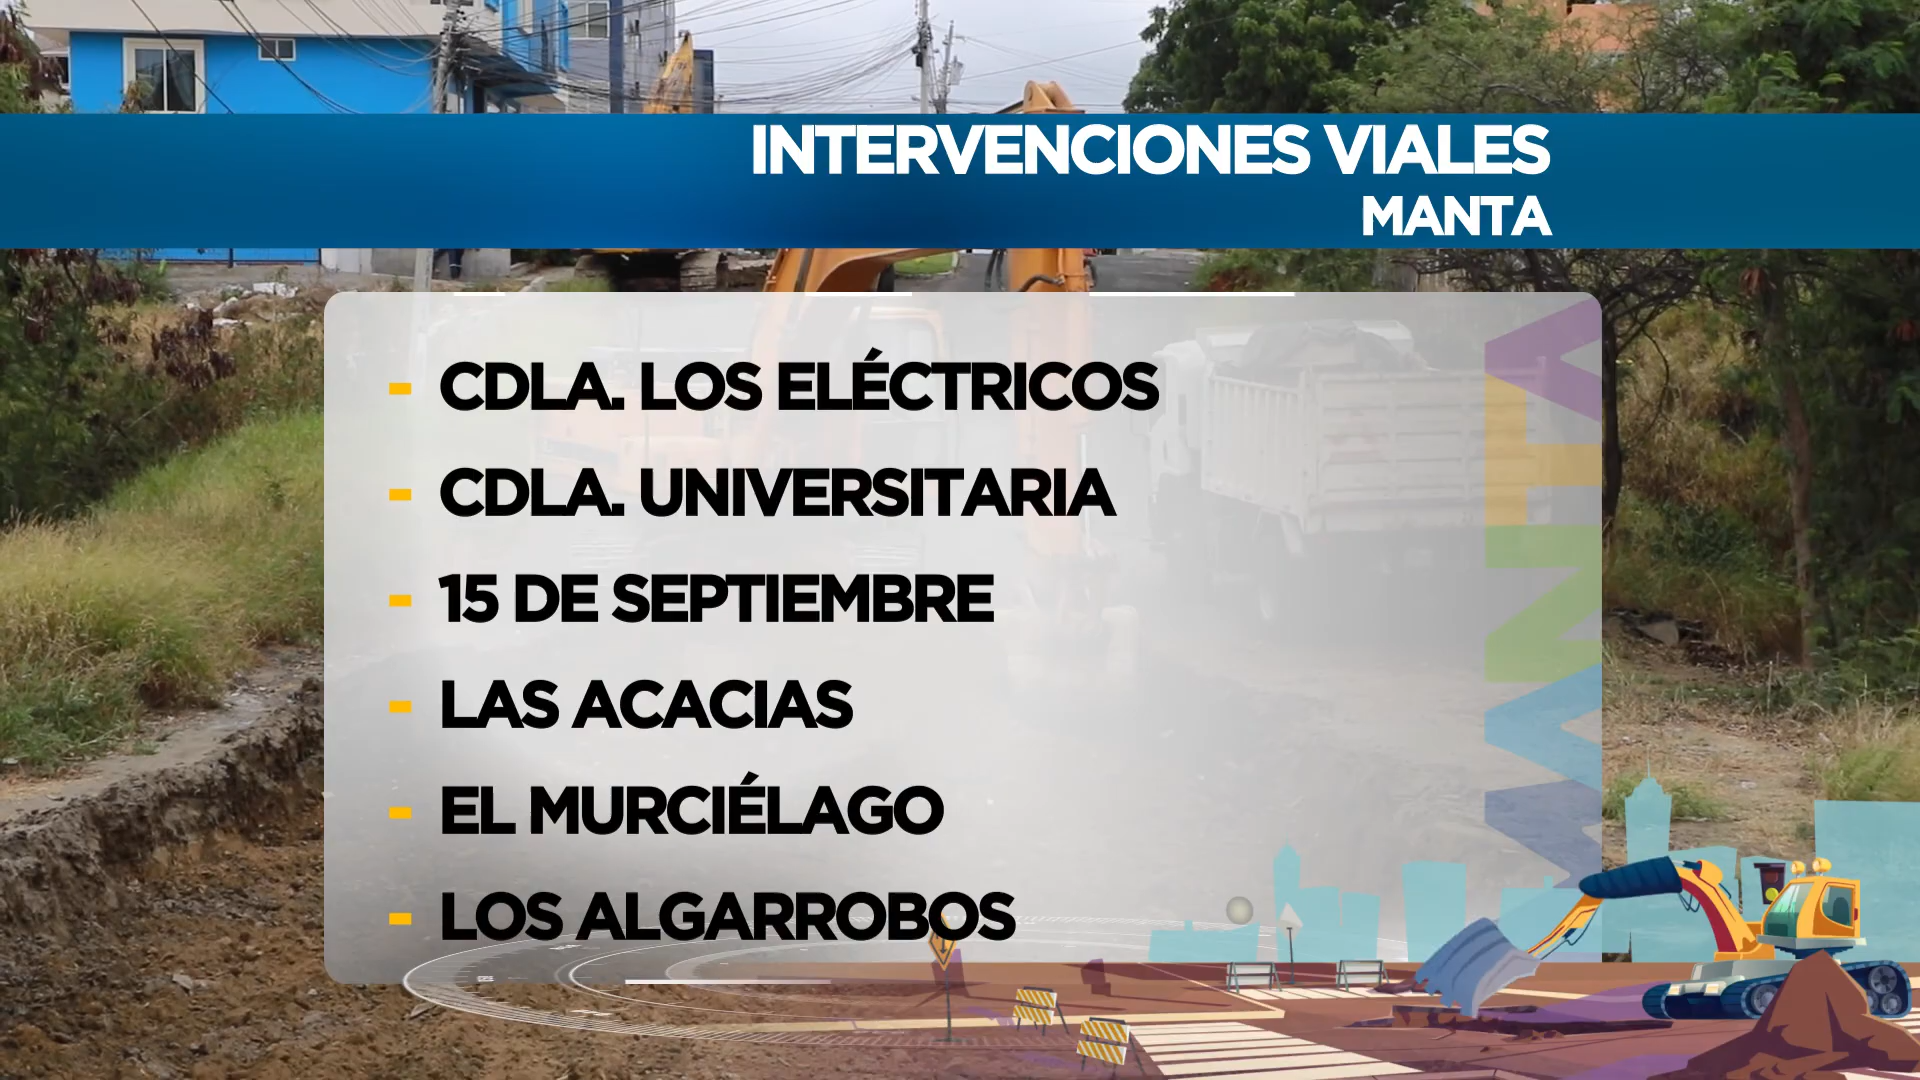 INTERVENCIONES VIALES
MANTA
- CDLA. LOS ELÉCTRICOS
- CDLA. UNIVERSITARIA
- 15 DE SEPTIEMBRE
- LAS ACACIAS
- EL MURCIÉLAGO
- LOS ALGARROBOS
MANTA